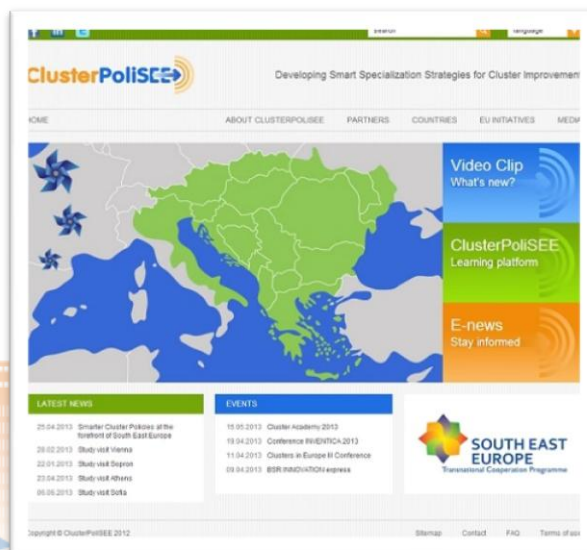 search
language
ClusterPoliSEE
Developing Smart Specialization Strategies for Cluster Improvement
HOME
ABOUT CLUSTERPOLISEE
PARTNERS
COUNTRIES
EU INITIATIVES
MEDIA
Video Clip
What's new?
ClusterPoliSEE
Learning platform
E-news
Stay informed
LATEST NEWS
25.04.2013 Smarter Cluster Policies at the
forefront of South East Europe
28.02.2013 Study visit Vienna
22.01.2013 Study visit Sopron
23.04.2013 Study visit Athens
06.06.2013 Study visit Sofia
EVENTS
15.05.2013 Cluster Academy 2013
19.04.2013 Conference INVENTICA 2013
11.04.2013 Clusters in Europe III Conference
09.04.2013 BSR INNOVATION express
SOUTH EAST
EUROPE
Transnational Cooperation Programme
Copyright © ClusterPoliSEE 2012
Sitemap
Contact
FAQ
Terms of use